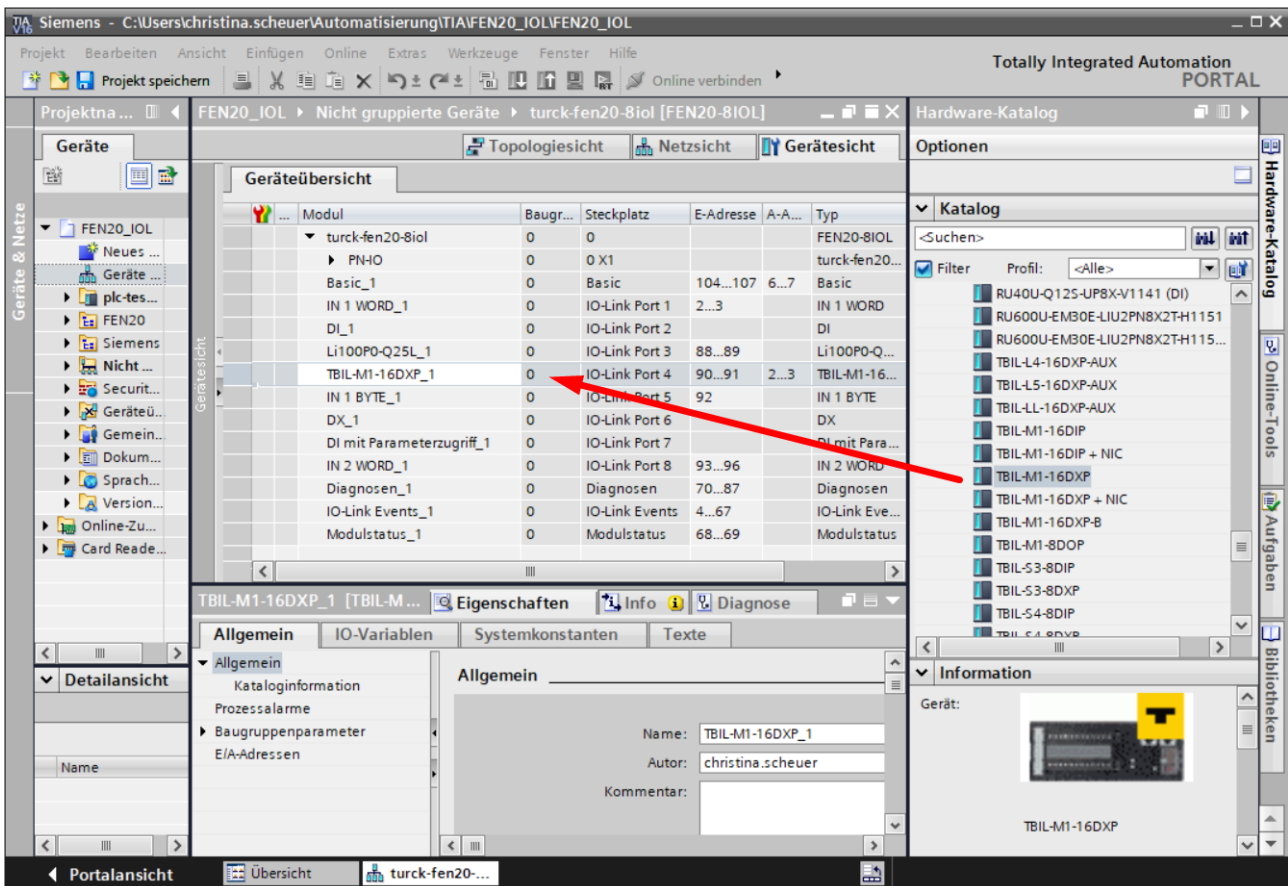 Siemens - C:\Users\christina.scheuer\Automatisierung\TIA\FEN20_IOL\FEN20_IOL
Projekt Bearbeiten Ansicht Einfügen Online Extras Werkzeuge Fenster Hilfe
Projekt speichern
Online verbinden
Totally Integrated Automation
PORTAL
Geräte & Netze
Projektna...
Geräte
FEN20_IOL
Neues ...
Geräte ...
plc-tes...
FEN20
Siemens
Nicht ...
Securit...
Geräteü...
Gemein...
Dokum...
Sprach...
Version...
Online-Zu...
Card Reade...
Detailansicht
Name
FEN20_IOL Nicht gruppierte Geräte turck-fen20-8iol [FEN20-8IOL]
Topologiesicht Netzsicht Gerätesicht
Gerätesicht
Geräteübersicht
... Modul Baugr... Steckplatz E-Adresse A-A... Typ
turck-fen20-8iol 0 0 FEN20-8IOL
PN-IO 0 0 X1 turck-fen20...
Basic_1 0 Basic 104...107 6...7 Basic
IN 1 WORD_1 0 IO-Link Port 1 2...3 IN 1 WORD
DI_1 0 IO-Link Port 2 DI
Li100P0-Q25L_1 0 IO-Link Port 3 88...89 Li100P0-Q...
TBIL-M1-16DXP_1 0 IO-Link Port 4 90...91 2...3 TBIL-M1-16...
IN 1 BYTE_1 0 IO-Link Port 5 92 IN 1 BYTE
DX_1 0 IO-Link Port 6 DX
DI mit Parameterzugriff_1 0 IO-Link Port 7 DI mit Para...
IN 2 WORD_1 0 IO-Link Port 8 93...96 IN 2 WORD
Diagnosen_1 0 Diagnosen 70...87 Diagnosen
IO-Link Events_1 0 IO-Link Events 4...67 IO-Link Eve...
Modulstatus_1 0 Modulstatus 68...69 Modulstatus
TBIL-M1-16DXP_1 [TBIL-M...
Eigenschaften Info Diagnose
Allgemein IO-Variablen Systemkonstanten Texte
Allgemein
Kataloginformation
Prozessalarme
Baugruppenparameter
E/A-Adressen
Allgemein
Name: TBIL-M1-16DXP_1
Autor: christina.scheuer
Kommentar:
Hardware-Katalog
Optionen
Katalog
<Suchen>
Filter Profil: <Alle>
RU40U-Q12S-UP8X-V1141 (DI)
RU600U-EM30E-LIU2PN8X2T-H1151
RU600U-EM30E-LIU2PN8X2T-H115...
TBIL-L4-16DXP-AUX
TBIL-L5-16DXP-AUX
TBIL-LL-16DXP-AUX
TBIL-M1-16DIP
TBIL-M1-16DIP + NIC
TBIL-M1-16DXP
TBIL-M1-16DXP + NIC
TBIL-M1-16DXP-B
TBIL-M1-8DOP
TBIL-S3-8DIP
TBIL-S3-8DXP
TBIL-S4-8DIP
TBIL-S4-8DXP
Information
Gerät:
TBIL-M1-16DXP
Hardware-Katalog
Online-Tools
Aufgaben
Bibliotheken
Portalansicht Übersicht turck-fen20-...